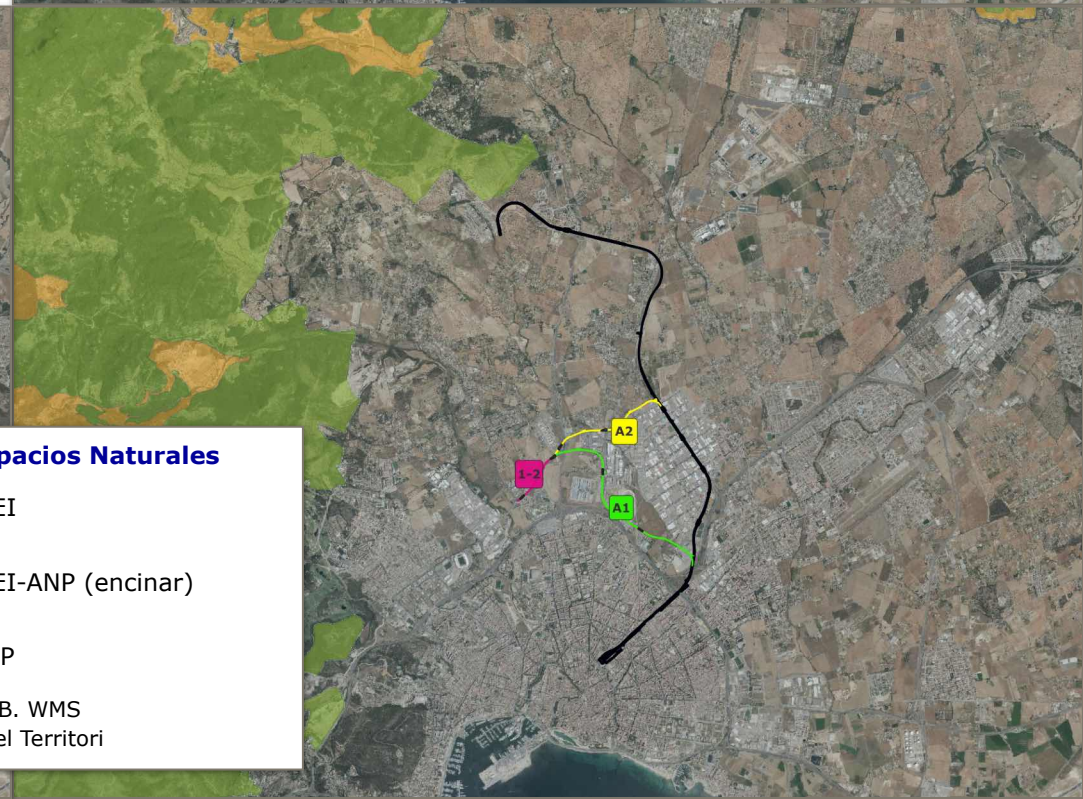 A2
1-2
A1
pacios Naturales
EI
EI-ANP (encinar)
P
B. WMS
el Territori